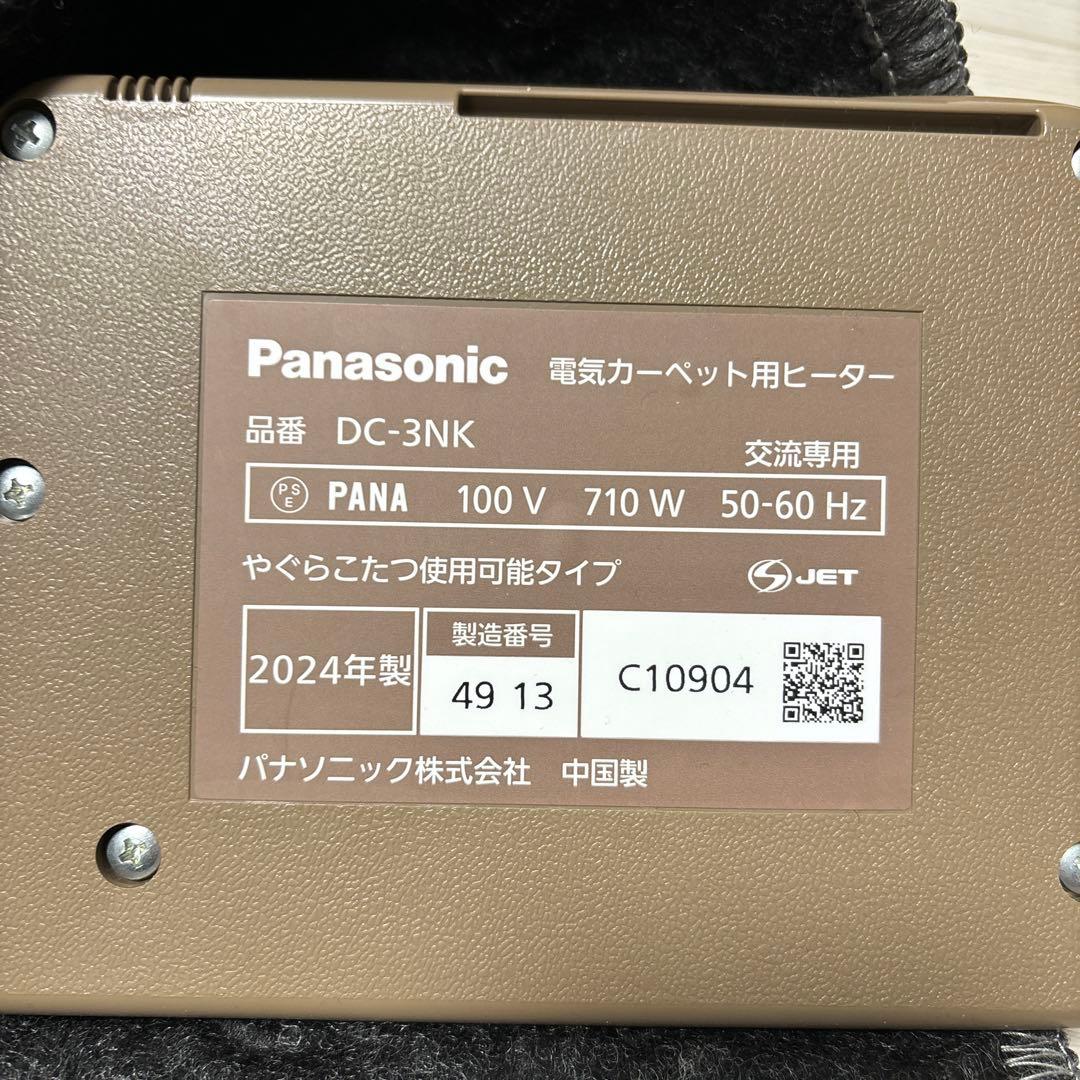 Panasonic 電気カーペット用ヒーター
品番 DC-3NK
交流専用
PSE PANA 100 V 710 W 50-60 Hz
やぐらこたつ使用可能タイプ JET
2024年製
製造番号
49 13
C10904
パナソニック株式会社 中国製